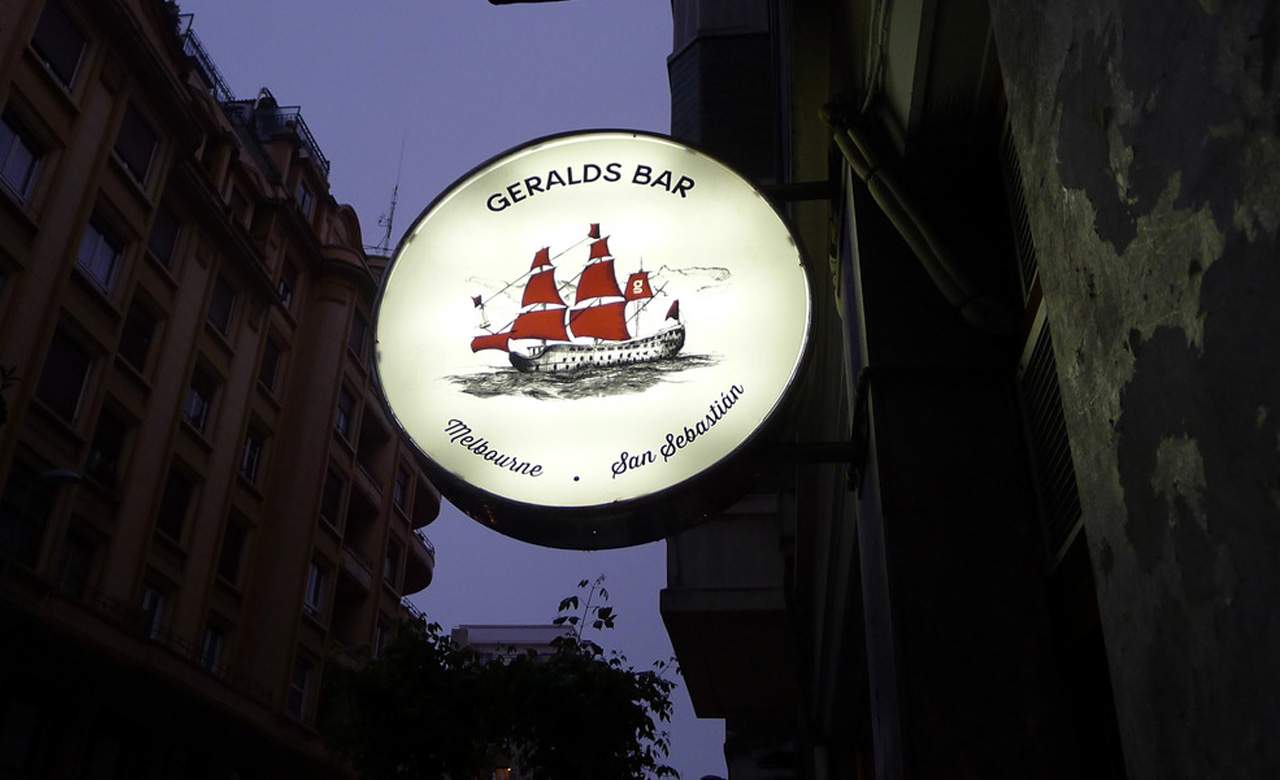 GERALDS BAR
g
Melbourne . San Sebastián